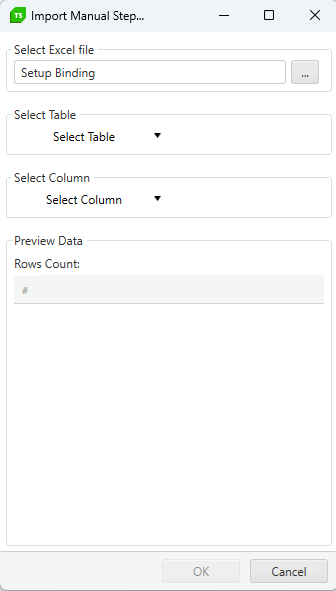 TS Import Manual Step...
Select Excel file
Setup Binding ...
Select Table
Select Table
Select Column
Select Column
Preview Data
Rows Count:
#
OK Cancel